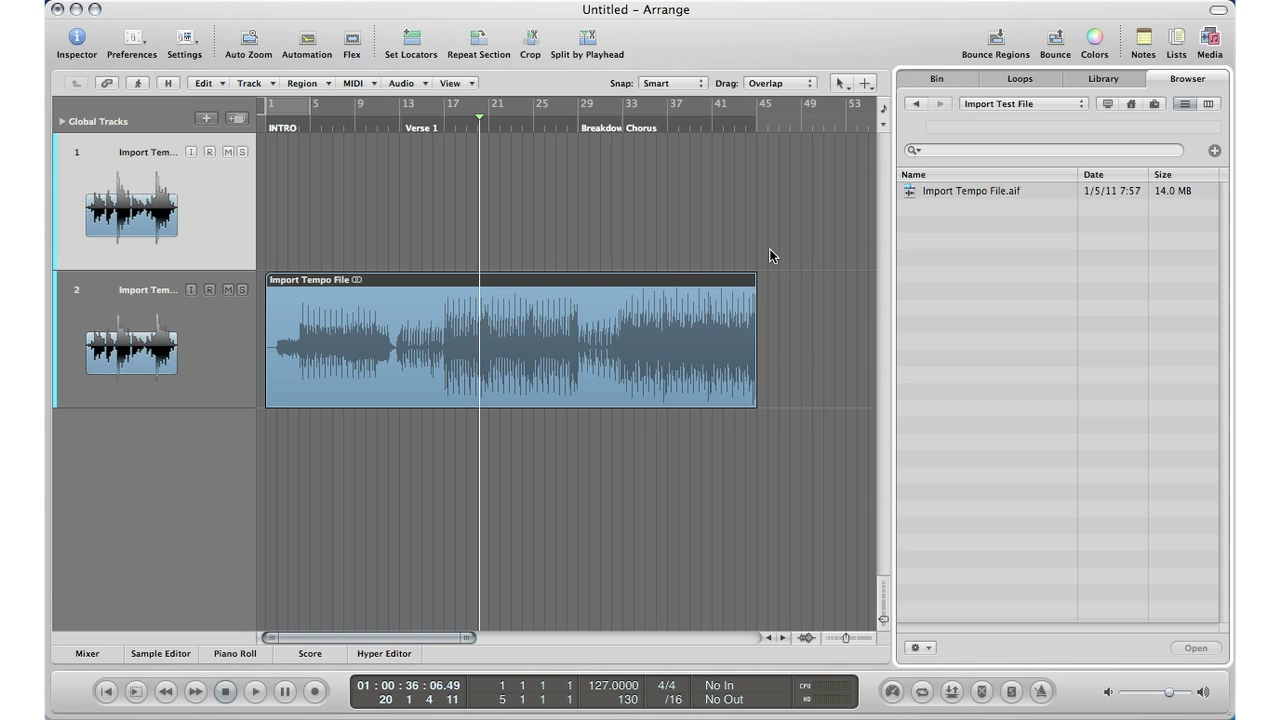 Untitled – Arrange
Inspector Preferences Settings Auto Zoom Automation Flex Set Locators Repeat Section Crop Split by Playhead Bounce Regions Bounce Colors Notes Lists Media
H Edit Track Region MIDI Audio View Snap: Smart Drag: Overlap
Bin Loops Library Browser
Import Test File
1 5 9 13 17 21 25 29 33 37 41 45 49 53
Global Tracks
INTRO Verse 1 Breakdow Chorus
1 Import Tem... I R M S
Name Date Size
Import Tempo File.aif 1/5/11 7:57 14.0 MB
Import Tempo File
2 Import Tem... I R M S
Mixer Sample Editor Piano Roll Score Hyper Editor
Open
01 : 00 : 36 : 06.49 1 1 1 1 127.0000 4/4 No In CPU
20 1 4 11 5 1 1 1 130 /16 No Out HD
S